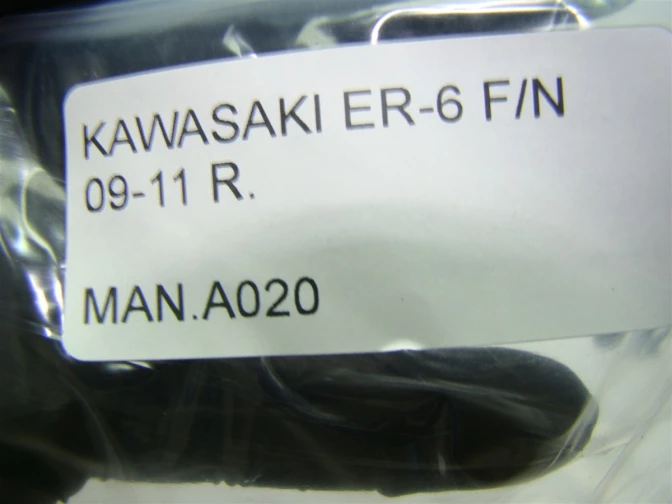 KAWASAKI ER-6 F/N
09-11 R.
MAN.A020